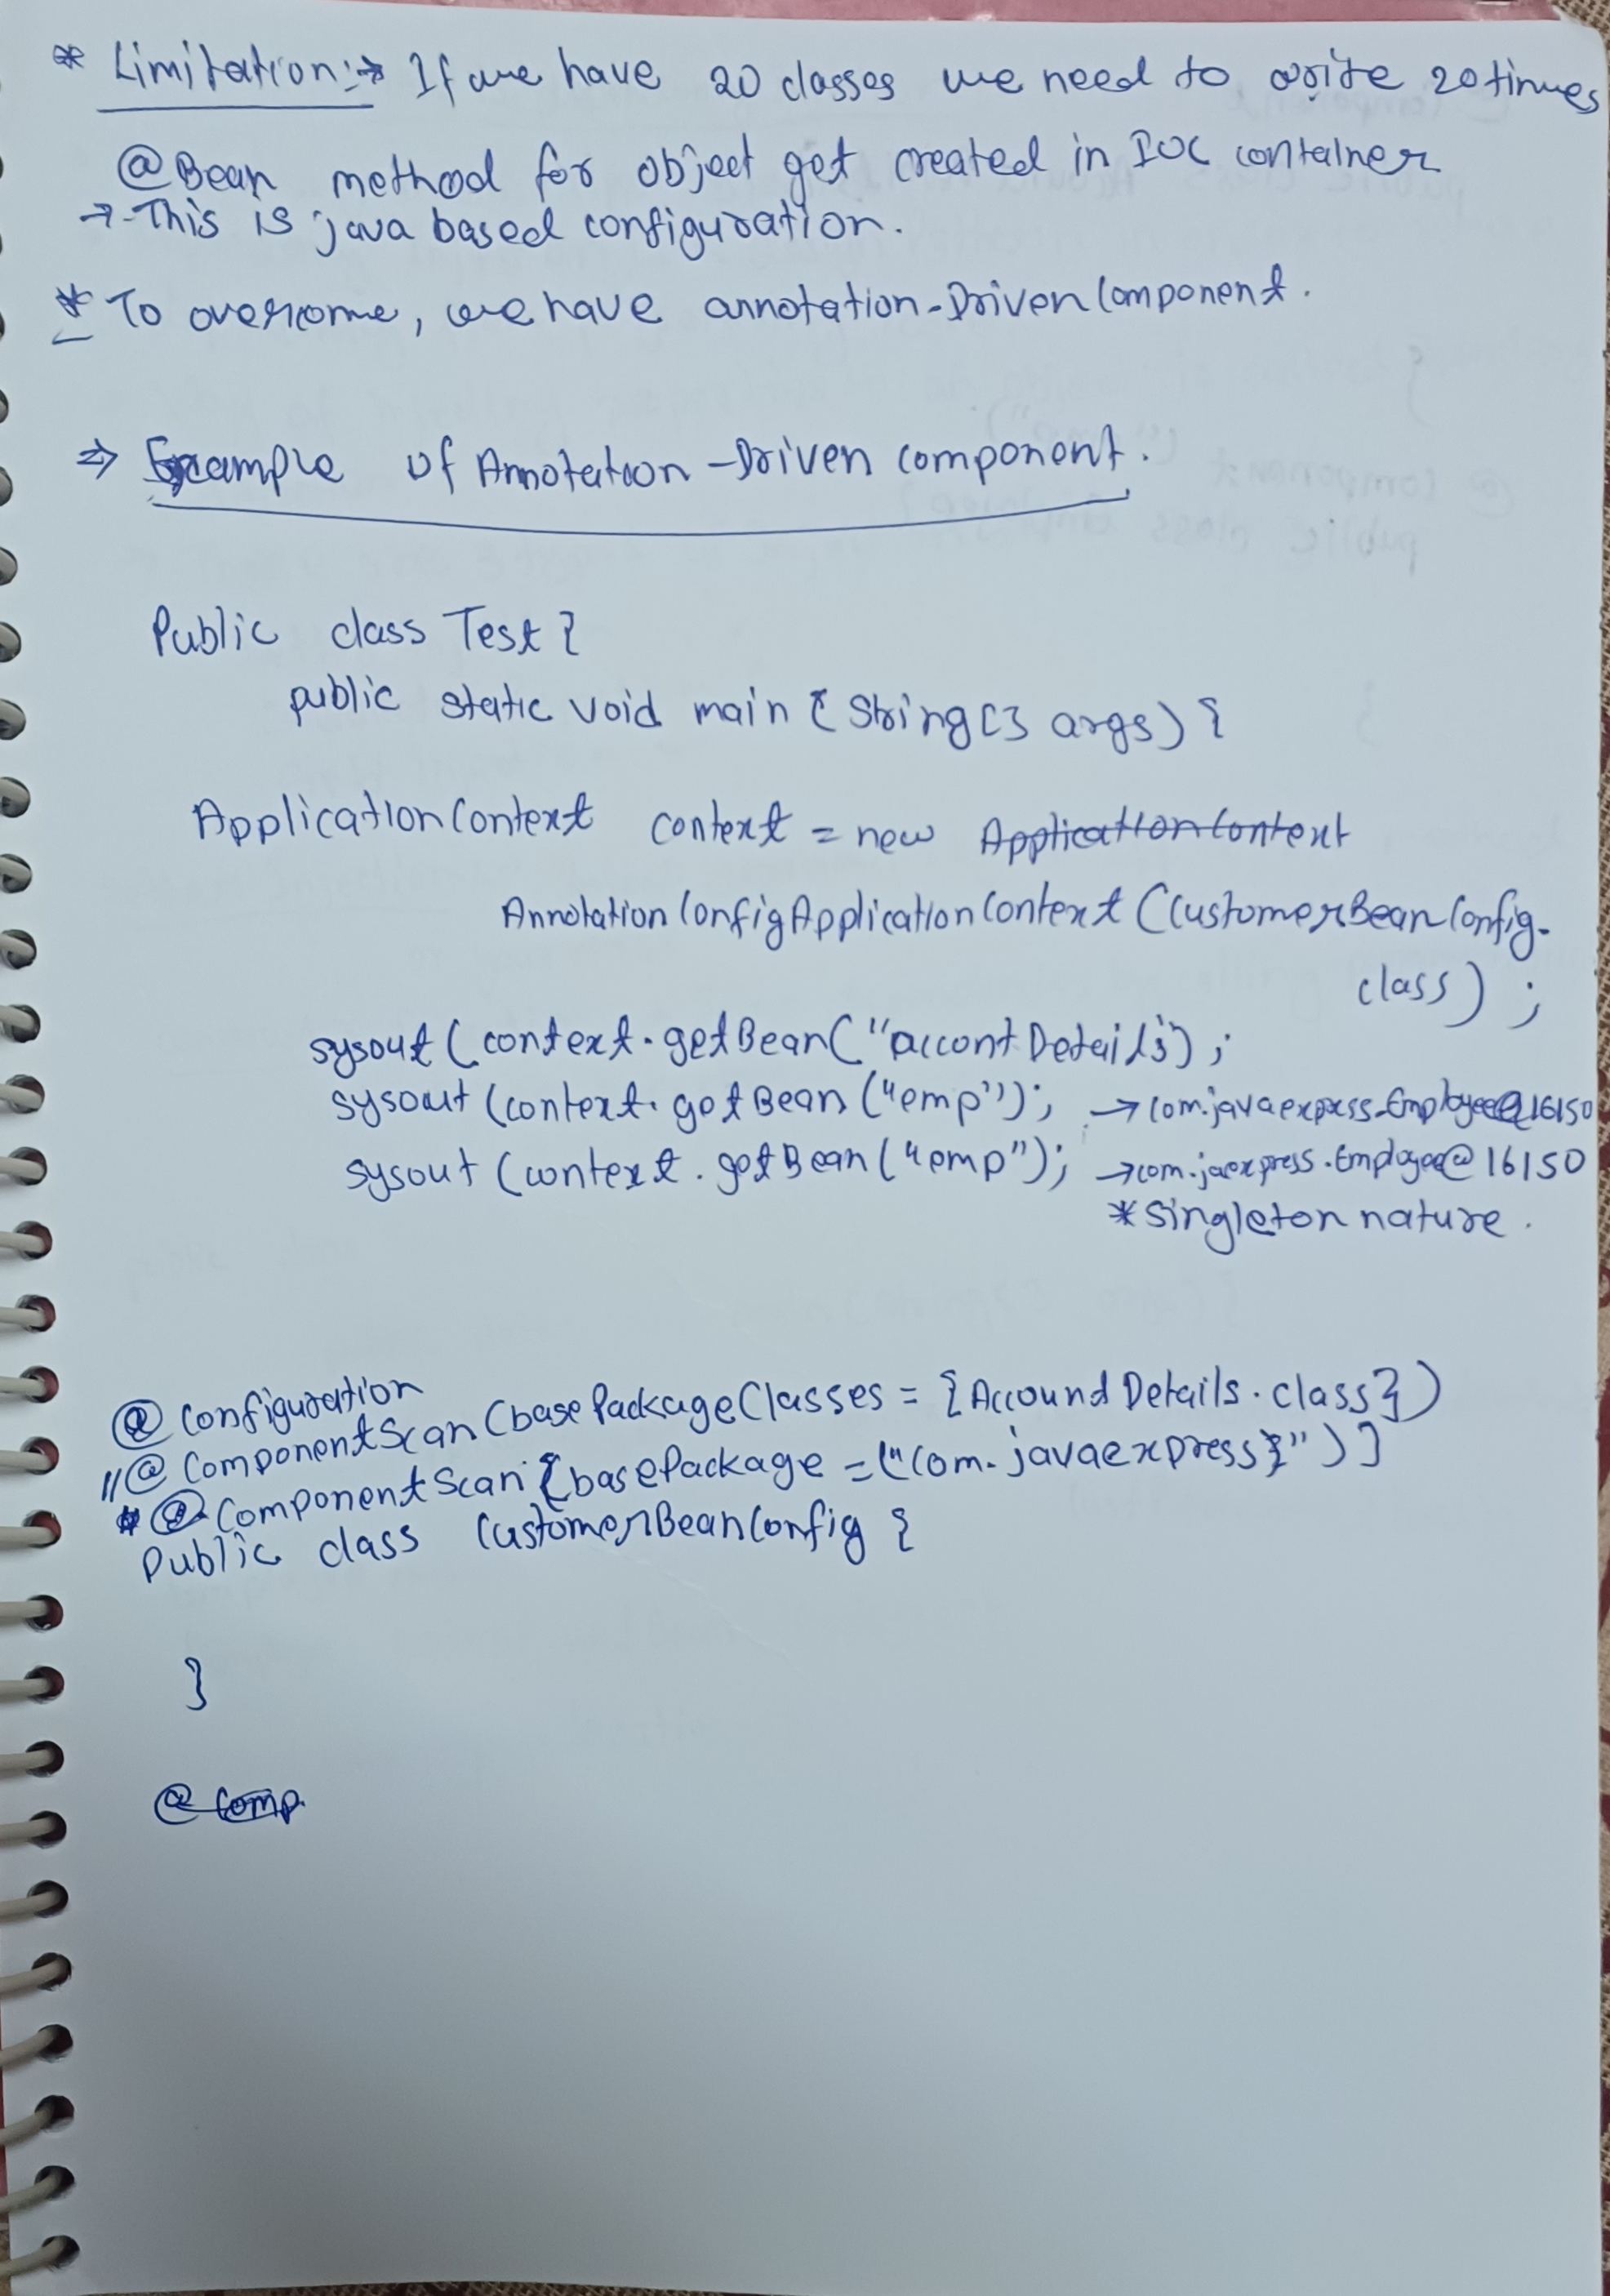 * Limitation:→ If we have 20 classes we need to write 20 times
@Bean method for object get created in IOC container
→ This is java based configuration.
* To overcome, we have annotation-Driven Component.
⇒ Example of Annotation-Driven component.
Public class Test {
public static void main (String[] args) {
ApplicationContext context = new ApplicationContext
AnnotationConfigApplicationContext (CustomerBeanConfig.
class) ;
sysout (context.getBean("accontDetails");
sysout (context.getBean("emp"); → com.javaexpress.Employee@16150
sysout (context.getBean("emp"); → com.jaexpress.Employee@16150
* Singleton nature.
@Configuration
//@ComponentScan (basePackageClasses = {AccoundDetails.class})
* @ComponentScan {basePackage = ("com.javaexpress}")]
Public class CustomerBeanConfig {
}
@Comp